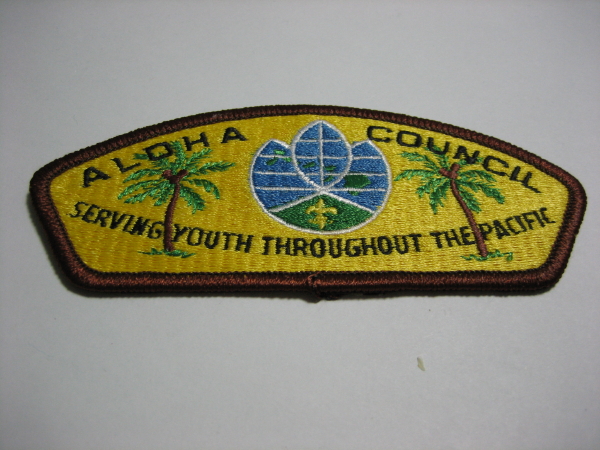 ALOHA COUNCIL
SERVING YOUTH THROUGHOUT THE PACIFIC